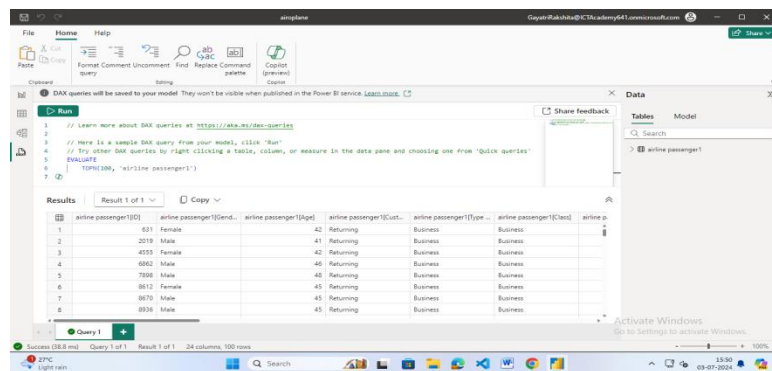 airoplane
GayatriRakshita@ICTAcademy641.onmicrosoft.com
File Home Help
Share
Paste
Cut
Copy
Format query
Comment
Uncomment
Find
Replace
Command palette
Copilot (preview)
Clipboard
Editing
Copilot
DAX queries will be saved to your model They won't be visible when published in the Power BI service. Learn more.
Run
Share feedback
1 // Learn more about DAX queries at https://aka.ms/dax-queries
2
3 // Here is a sample DAX query from your model, click 'Run'
4 // Try other DAX queries by right clicking a table, column, or measure in the data pane and choosing one from 'Quick queries'
5 EVALUATE
6 TOPN(100, 'airline passenger1')
7
Data
Tables Model
Search
airline passenger1
Results Result 1 of 1 Copy
airline passenger1[ID] airline passenger1[Gend... airline passenger1[Age] airline passenger1[Cust... airline passenger1[Type ... airline passenger1[Class] airline p
1 631 Female 42 Returning Business Business
2 2019 Male 41 Returning Business Business
3 4555 Female 42 Returning Business Business
4 6862 Male 46 Returning Business Business
5 7898 Male 48 Returning Business Business
6 8612 Female 45 Returning Business Business
7 8670 Male 45 Returning Business Business
8 8936 Male 45 Returning Business Business
Activate Windows
Go to Settings to activate Windows.
Query 1 +
Success (38.8 ms) Query 1 of 1 Result 1 of 1 24 columns, 100 rows
100%
27°C
Light rain
Search
15:50
03-07-2024